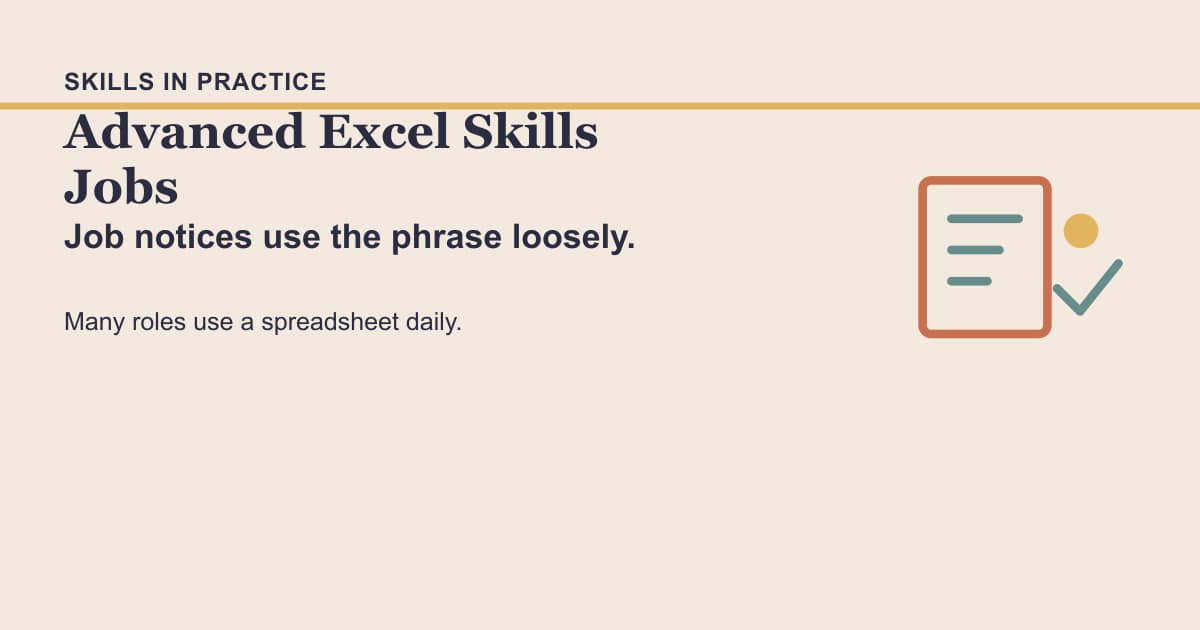 SKILLS IN PRACTICE
Advanced Excel Skills
Jobs
Job notices use the phrase loosely.
Many roles use a spreadsheet daily.